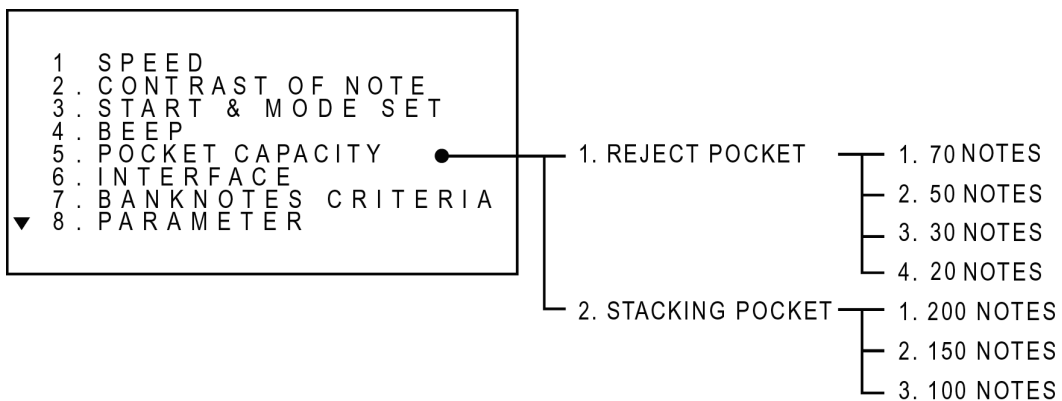 1 SPEED
2. CONTRAST OF NOTE
3. START & MODE SET
4. BEEP
5. POCKET CAPACITY
6. INTERFACE
7. BANKNOTES CRITERIA
▼ 8. PARAMETER
1. REJECT POCKET
1. 70 NOTES
2. 50 NOTES
3. 30 NOTES
4. 20 NOTES
2. STACKING POCKET
1. 200 NOTES
2. 150 NOTES
3. 100 NOTES